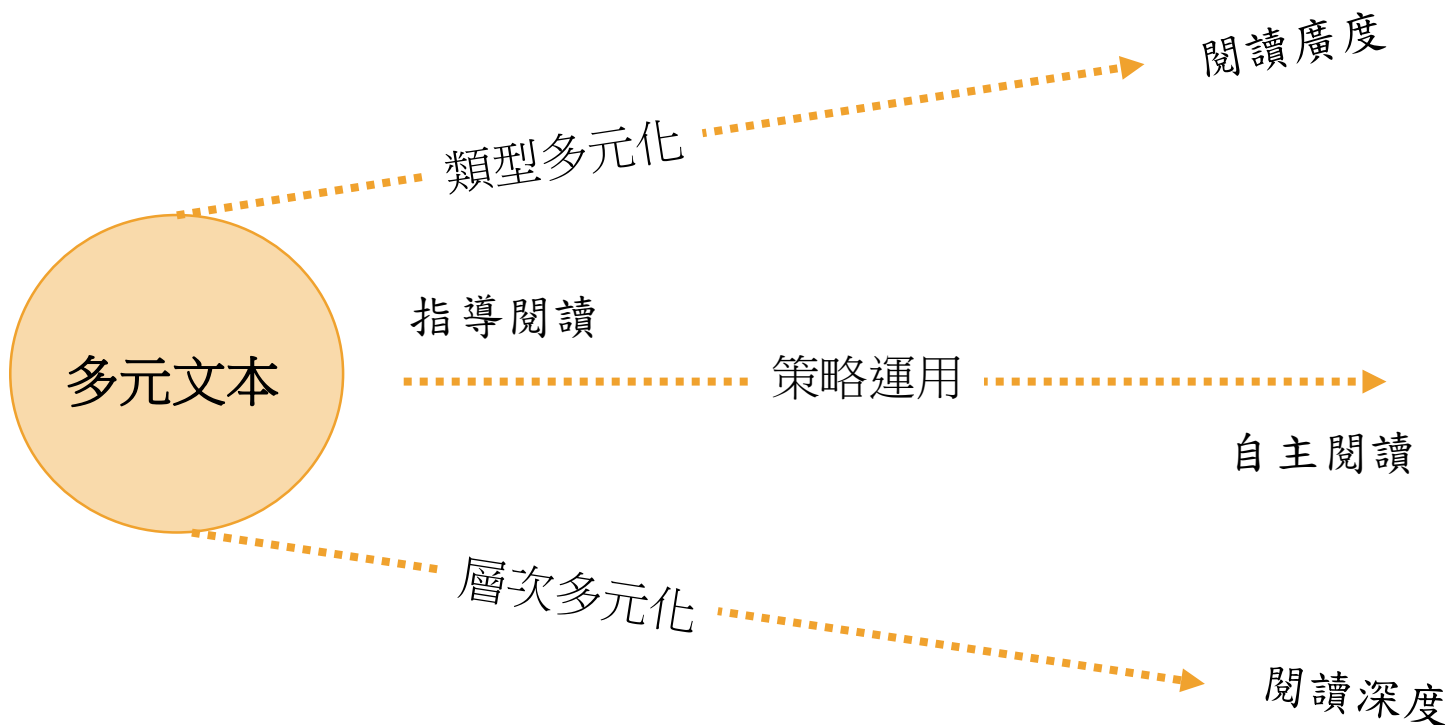 閱讀廣度
類型多元化
指導閱讀
多元文本
策略運用
自主閱讀
層次多元化
閱讀深度